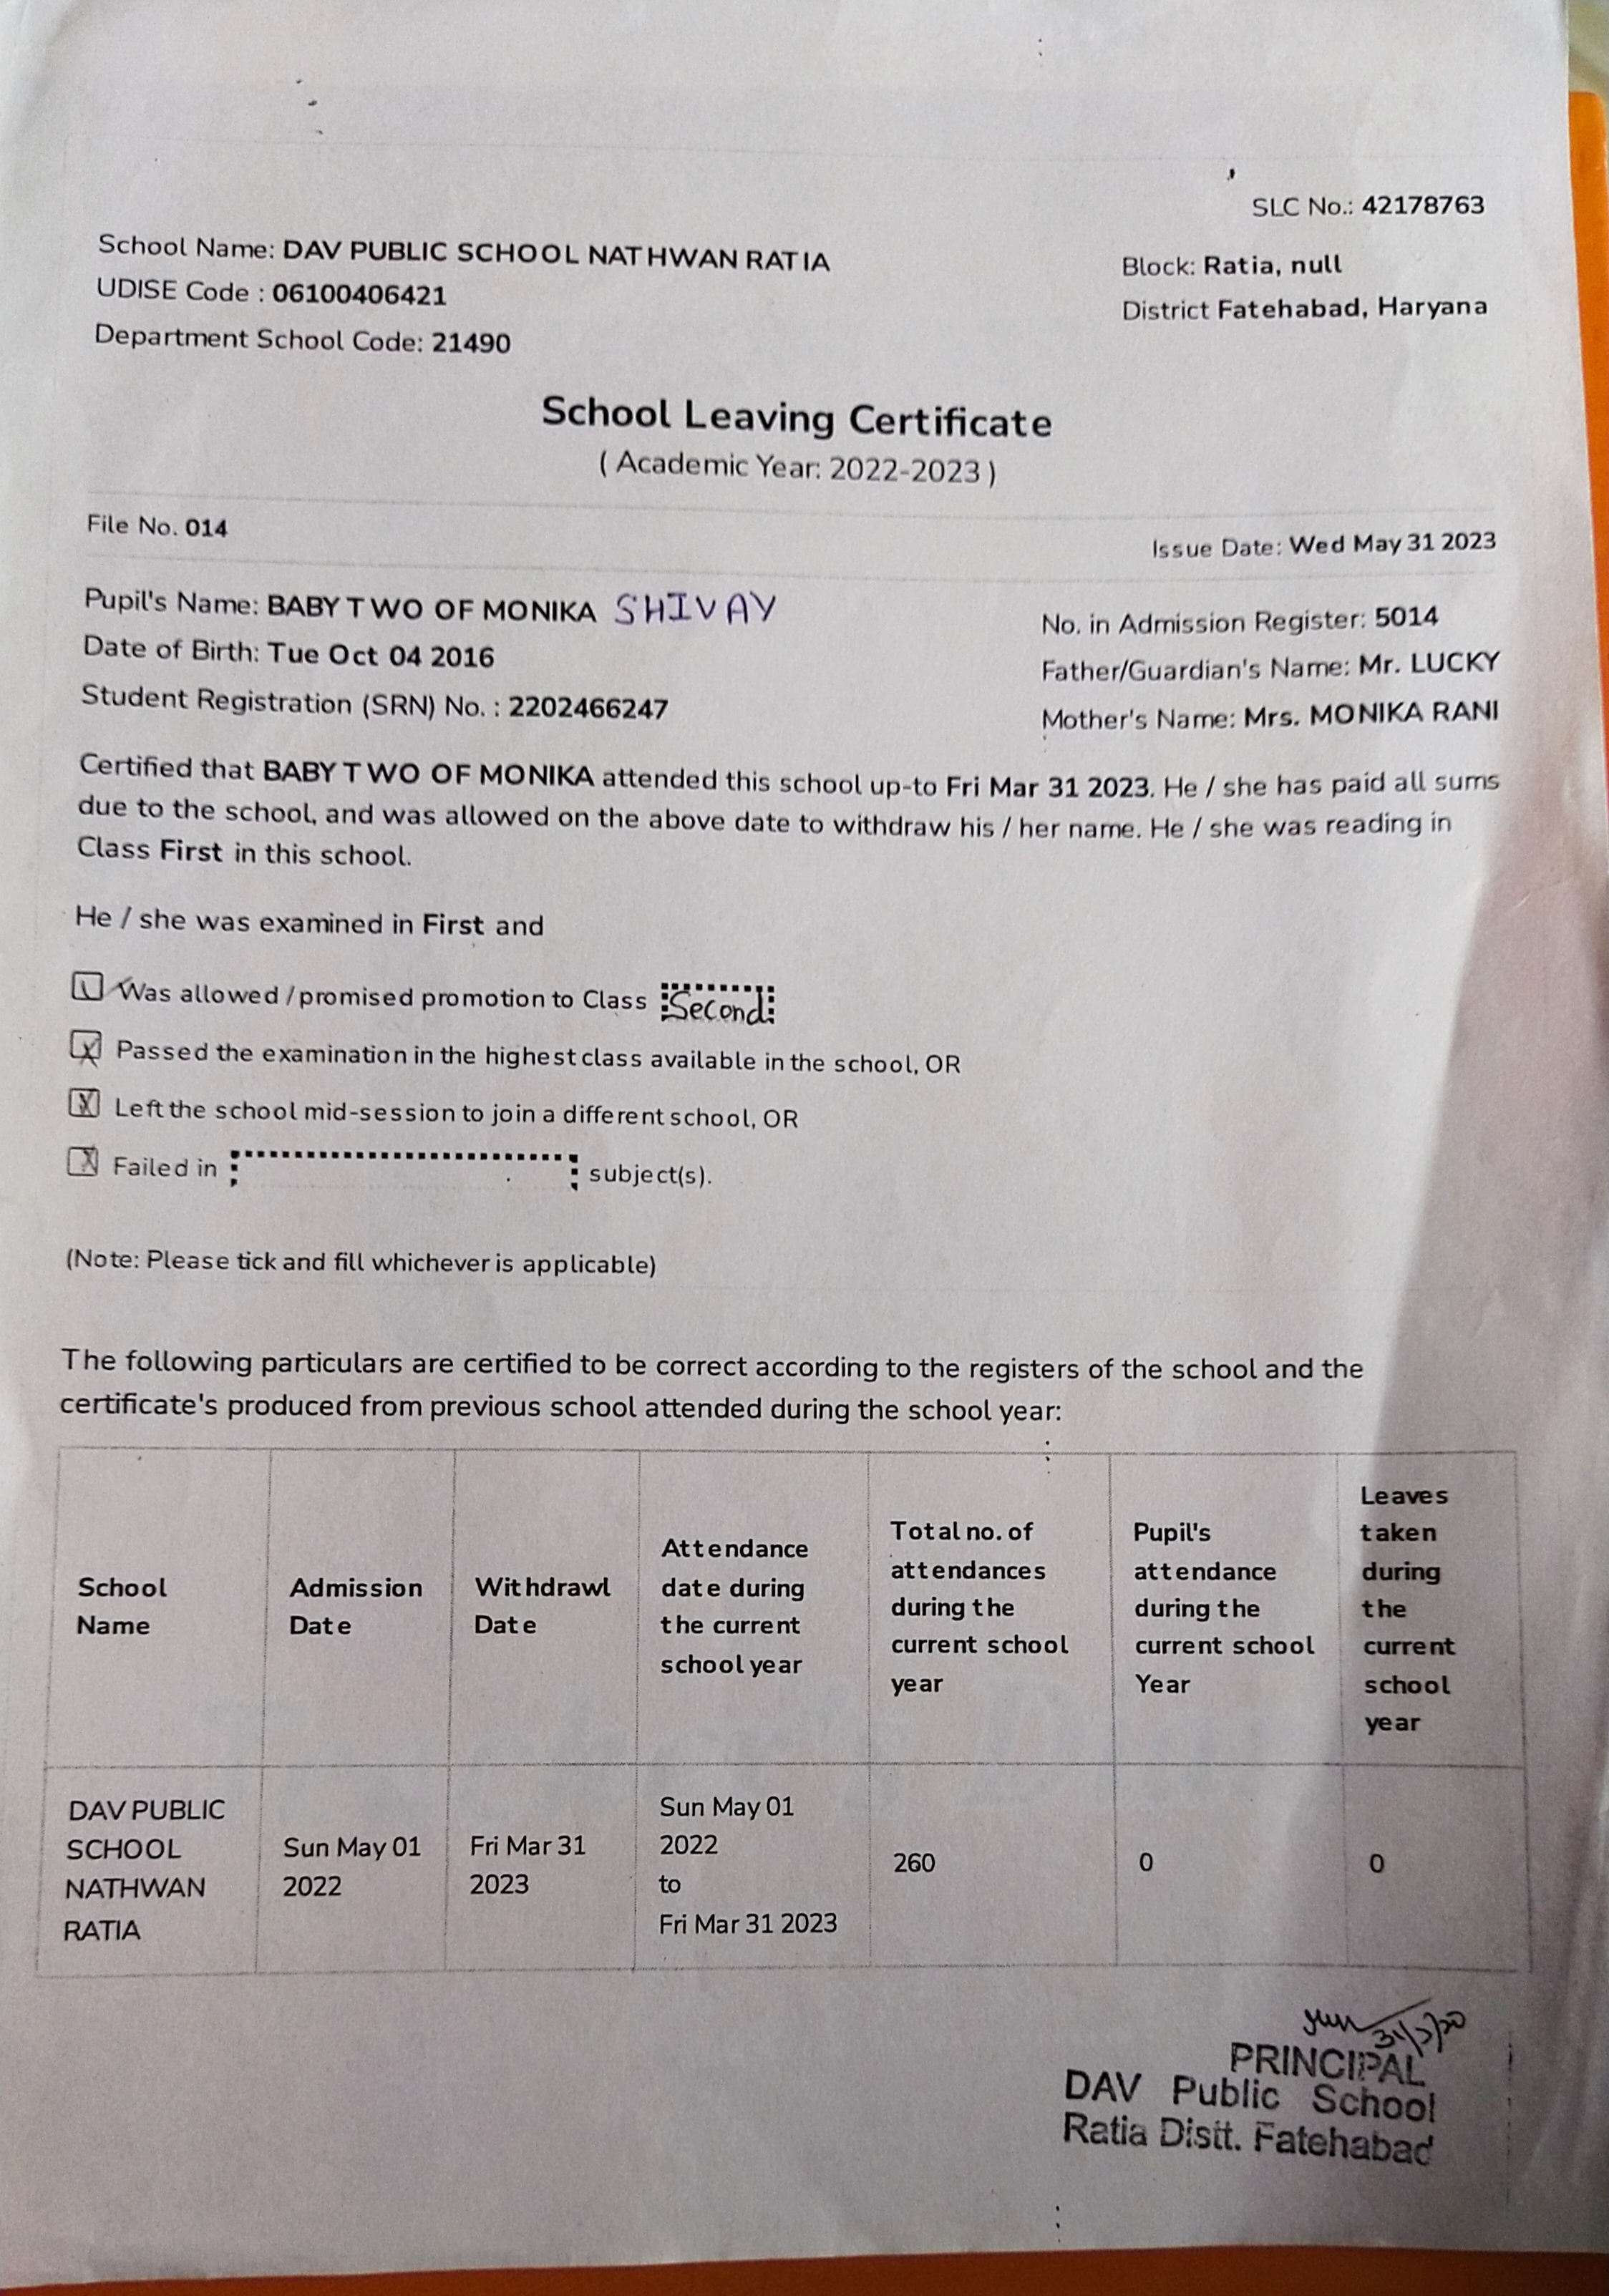 SLC No.: 42178763
School Name: DAV PUBLIC SCHOOL NATHWAN RATIA
Block: Ratia, null
UDISE Code : 06100406421
District Fatehabad, Haryana
Department School Code: 21490
School Leaving Certificate
( Academic Year: 2022-2023 )
File No. 014
Issue Date: Wed May 31 2023
Pupil's Name: BABY TWO OF MONIKA SHIVAY
No. in Admission Register: 5014
Date of Birth: Tue Oct 04 2016
Father/Guardian's Name: Mr. LUCKY
Student Registration (SRN) No. : 2202466247
Mother's Name: Mrs. MONIKA RANI
Certified that BABY TWO OF MONIKA attended this school up-to Fri Mar 31 2023. He / she has paid all sums
due to the school, and was allowed on the above date to withdraw his / her name. He / she was reading in
Class First in this school.
He / she was examined in First and
Was allowed / promised promotion to Class Second
Passed the examination in the highest class available in the school, OR
Left the school mid-session to join a different school, OR
Failed in subject(s).
(Note: Please tick and fill whichever is applicable)
The following particulars are certified to be correct according to the registers of the school and the
certificate's produced from previous school attended during the school year:
School
Name
Admission
Date
Withdrawl
Date
Attendance
date during
the current
school year
Total no. of
attendances
during the
current school
year
Pupil's
attendance
during the
current school
Year
Leaves
taken
during
the
current
school
year
DAV PUBLIC
SCHOOL
NATHWAN
RATIA
Sun May 01
2022
Fri Mar 31
2023
Sun May 01
2022
to
Fri Mar 31 2023
260
0
0
PRINCIPAL
DAV Public School
Ratia Distt. Fatehabad